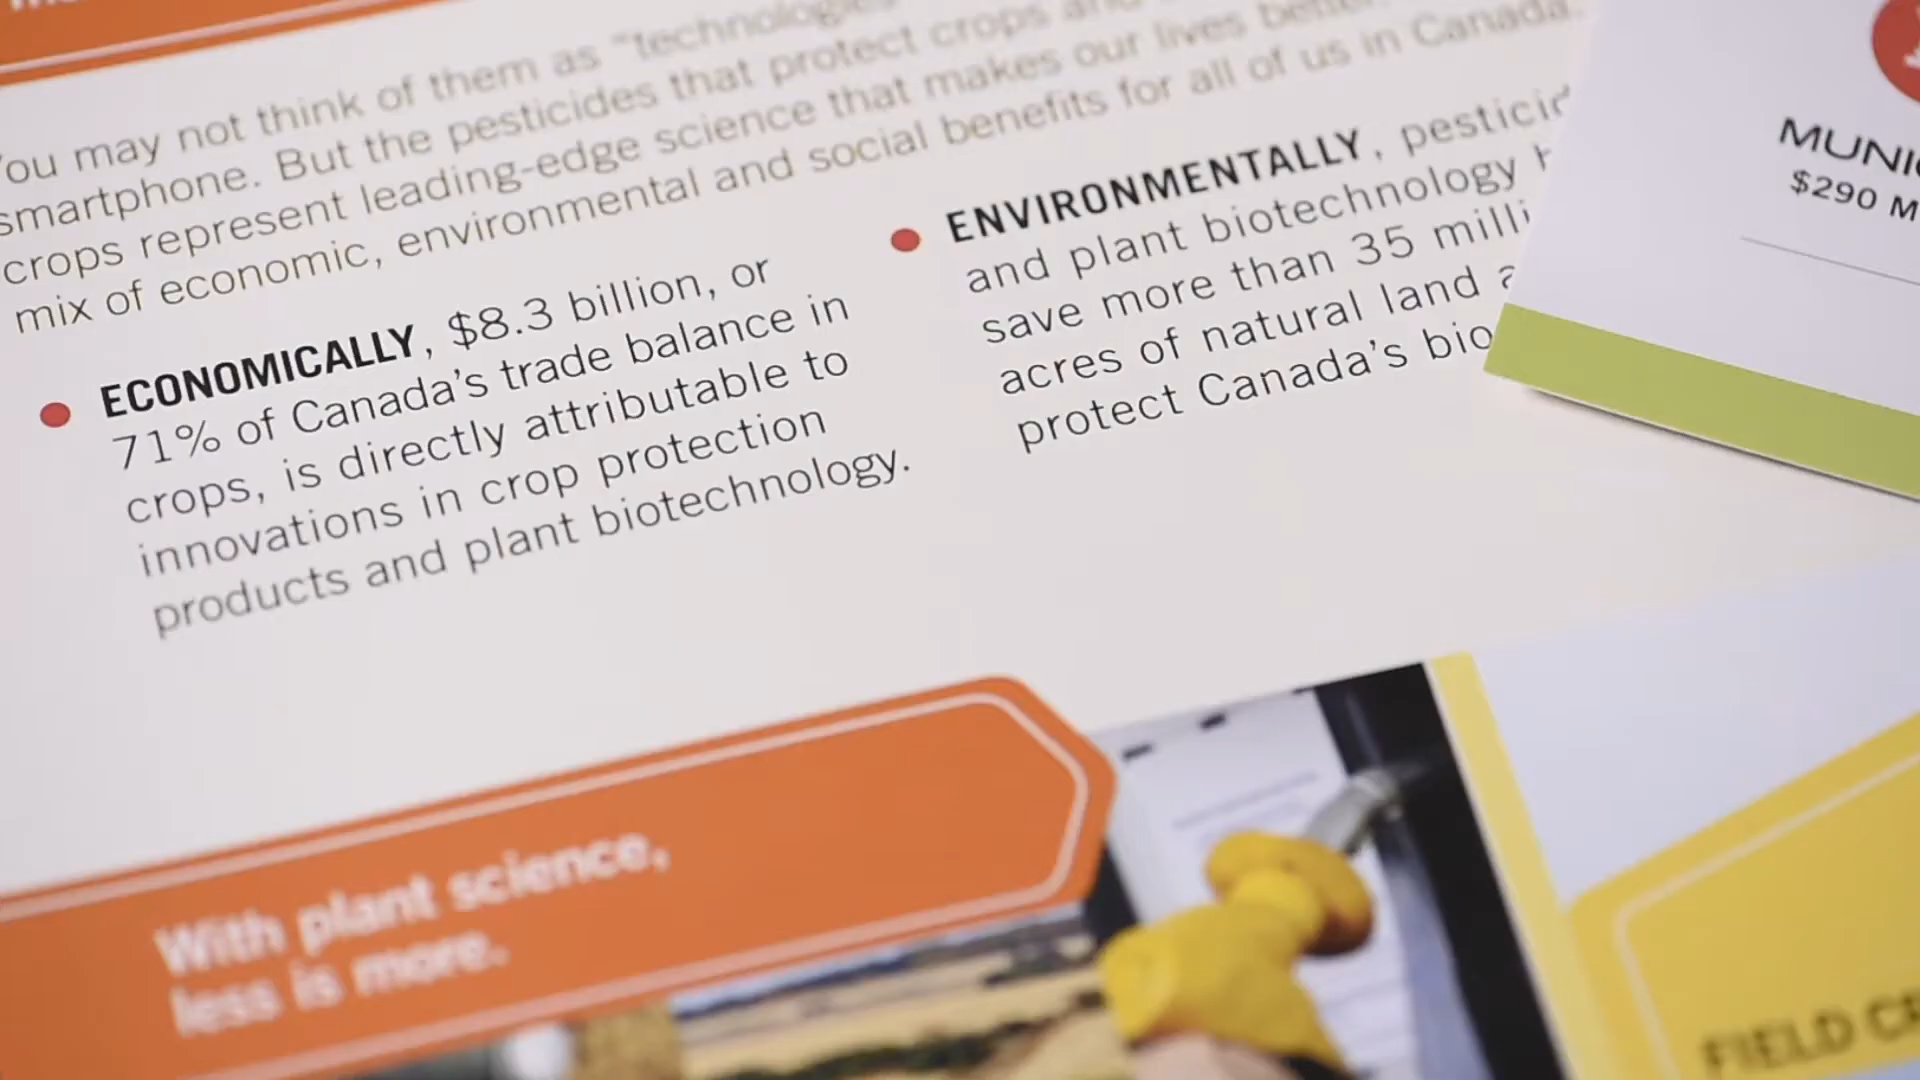 You may not think of them as "technologies
smartphone. But the pesticides that protect crops and
crops represent leading-edge science that makes our lives better
mix of economic, environmental and social benefits for all of us in Canada.
ECONOMICALLY, $8.3 billion, or
71% of Canada's trade balance in
crops, is directly attributable to
innovations in crop protection
products and plant biotechnology.
ENVIRONMENTALLY, pestici
and plant biotechnology
save more than 35 milli
acres of natural land
protect Canada's bio
MUNI
$290 M
With plant science,
less is more.
FIELD